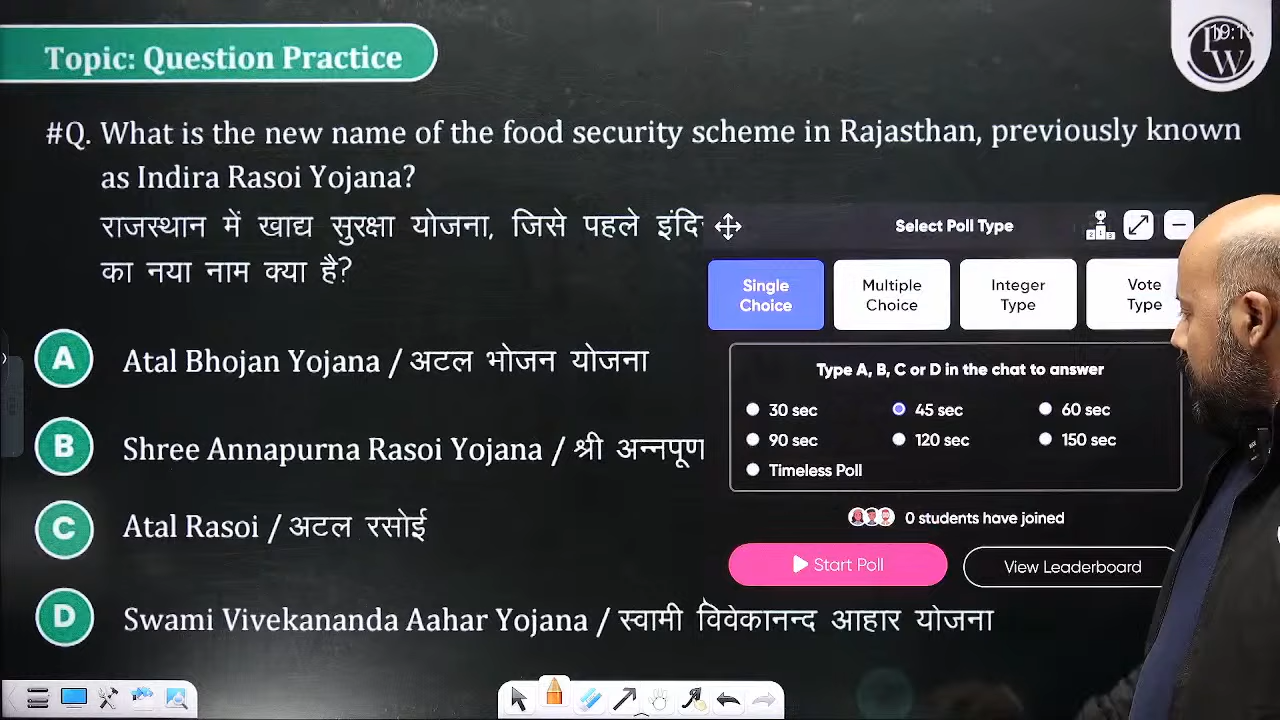 Topic: Question Practice
19:1
PW
#Q. What is the new name of the food security scheme in Rajasthan, previously known
as Indira Rasoi Yojana?
राजस्थान में खाद्य सुरक्षा योजना, जिसे पहले
का नया नाम क्या है?
Select Poll Type
Single Choice
Multiple Choice
Integer Type
Vote Type
A Atal Bhojan Yojana / अटल भोजन योजना
Type A, B, C or D in the chat to answer
30 sec 45 sec 60 sec
90 sec 120 sec 150 sec
Timeless Poll
B Shree Annapurna Rasoi Yojana / श्री
0 students have joined
C Atal Rasoi / अटल रसोई
Start Poll View Leaderboard
D Swami Vivekananda Aahar Yojana / स्वामी विवेकानन्द आहार योजना